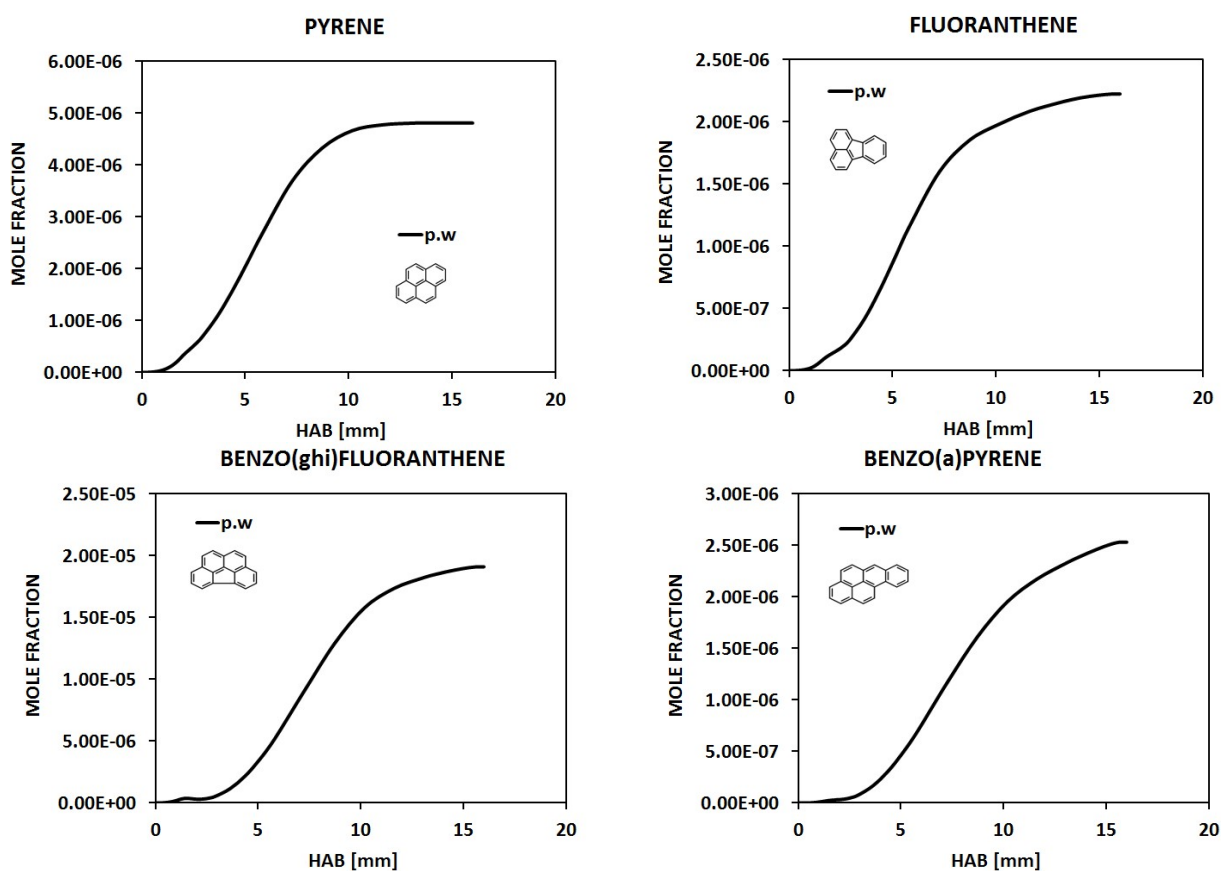 PYRENE
6.00E-06
5.00E-06
4.00E-06
3.00E-06
2.00E-06
1.00E-06
0.00E+00
MOLE FRACTION
p.w
0 5 10 15 20
HAB [mm]
FLUORANTHENE
2.50E-06
2.00E-06
1.50E-06
1.00E-06
5.00E-07
0.00E+00
MOLE FRACTION
p.w
0 5 10 15 20
HAB [mm]
BENZO(ghi)FLUORANTHENE
2.50E-05
2.00E-05
1.50E-05
1.00E-05
5.00E-06
0.00E+00
MOLE FRACTION
p.w
0 5 10 15 20
HAB [mm]
BENZO(a)PYRENE
3.00E-06
2.50E-06
2.00E-06
1.50E-06
1.00E-06
5.00E-07
0.00E+00
MOLE FRACTION
p.w
0 5 10 15 20
HAB [mm]